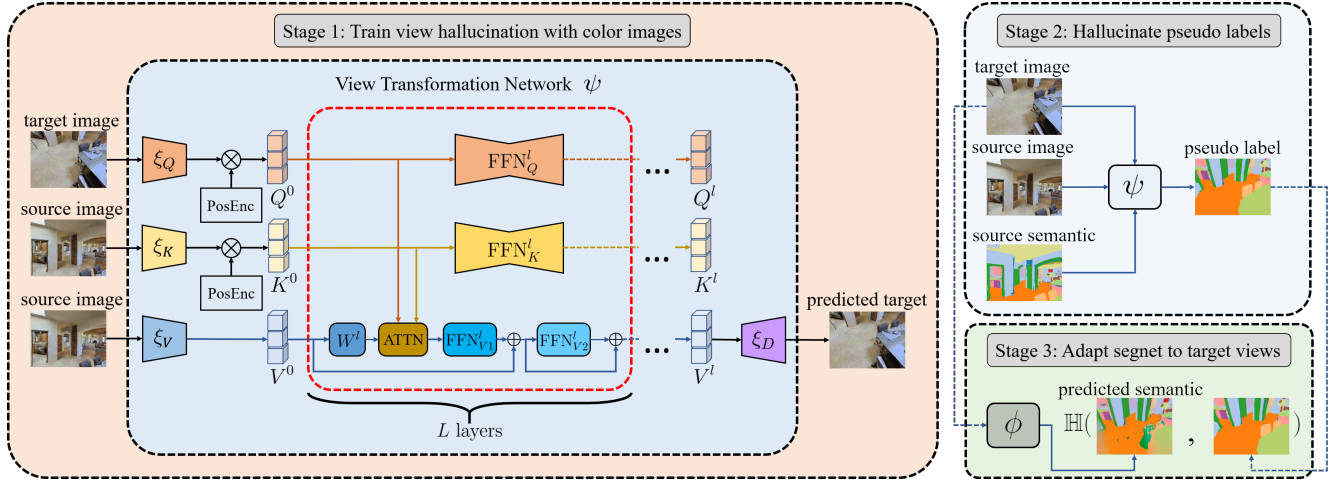 Stage 1: Train view hallucination with color images
View Transformation Network ψ
target image
ξ_Q
PosEnc
Q^0
FFN^l_Q
...
Q^l
source image
ξ_K
PosEnc
K^0
FFN^l_K
...
K^l
source image
ξ_V
V^0
W^l
ATTN
FFN^l_{V1}
FFN^l_{V2}
...
V^l
ξ_D
predicted target
L layers
Stage 2: Hallucinate pseudo labels
target image
source image
source semantic
ψ
pseudo label
Stage 3: Adapt segnet to target views
predicted semantic
ϕ
ℍ( , )